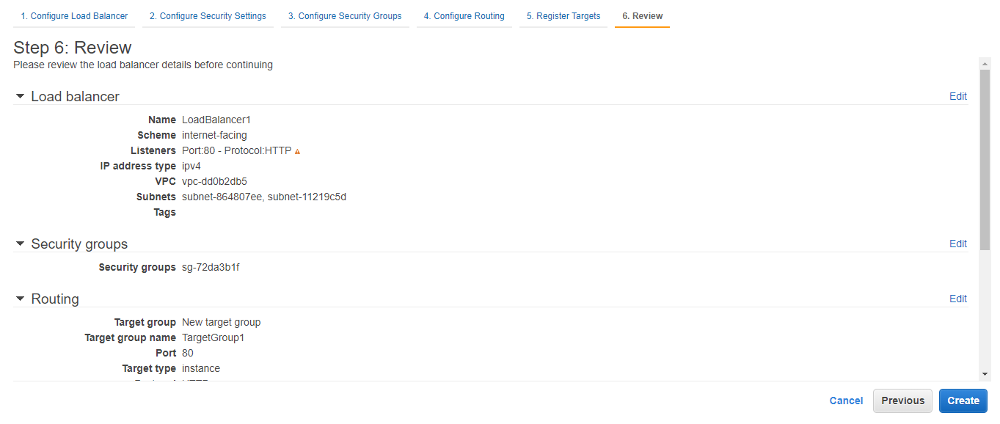 1. Configure Load Balancer 2. Configure Security Settings 3. Configure Security Groups 4. Configure Routing 5. Register Targets 6. Review
Step 6: Review
Please review the load balancer details before continuing
Load balancer Edit
Name LoadBalancer1
Scheme internet-facing
Listeners Port:80 - Protocol:HTTP
IP address type ipv4
VPC vpc-dd0b2db5
Subnets subnet-864807ee, subnet-11219c5d
Tags
Security groups Edit
Security groups sg-72da3b1f
Routing Edit
Target group New target group
Target group name TargetGroup1
Port 80
Target type instance
Cancel Previous Create